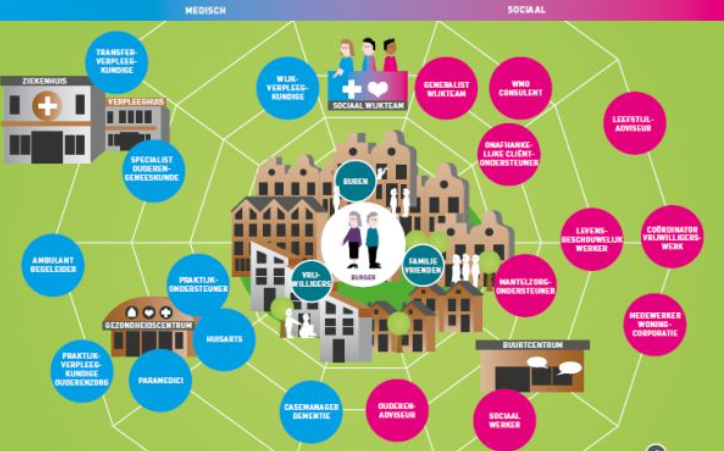 MEDISCH
SOCIAAL
TRANSFER-
VERPLEEG-
KUNDIGE
ZIEKENHUIS
VERPLEEGHUIS
SPECIALIST
OUDEREN-
GENEESKUNDE
WIJK-
VERPLEEG-
KUNDIGE
SOCIAAL WIJKTEAM
GENERALIST
WIJKTEAM
WMO
CONSULENT
LEEFSTIJL-
ADVISEUR
ONAFHANKE-
LIJKE CLIËNT-
ONDERSTEUNER
BUREN
BURGER
VRIJ-
WILLIGERS
FAMILIE
VRIENDEN
LEVENS-
BESCHOUWELIJK
WERKER
COÖRDINATOR
VRIJWILLIGERS-
WERK
AMBULANT
BEGELEIDER
PRAKTIJK-
ONDERSTEUNER
MANTELZORG-
ONDERSTEUNER
MEDEWERKER
WONING-
CORPORATIE
GEZONDHEIDSCENTRUM
HUISARTS
BUURTCENTRUM
PRAKTIJK-
VERPLEEG-
KUNDIGE
OUDERENZORG
PARAMEDICI
CASEMANAGER
DEMENTIE
OUDEREN-
ADVISEUR
SOCIAAL
WERKER